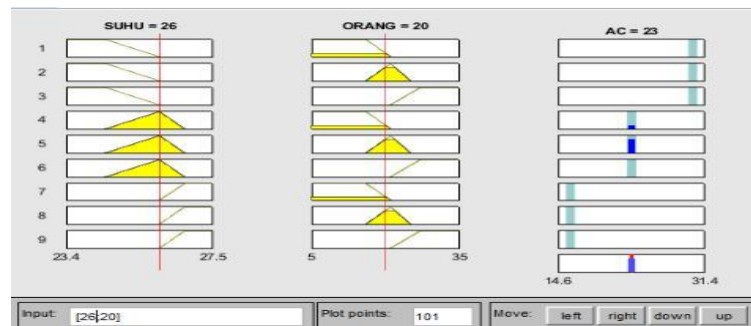 SUHU = 26
ORANG = 20
AC = 23
1
2
3
4
5
6
7
8
9
23.4
27.5
5
35
14.6
31.4
Input:
[26;20]
Plot points:
101
Move:
left
right
down
up